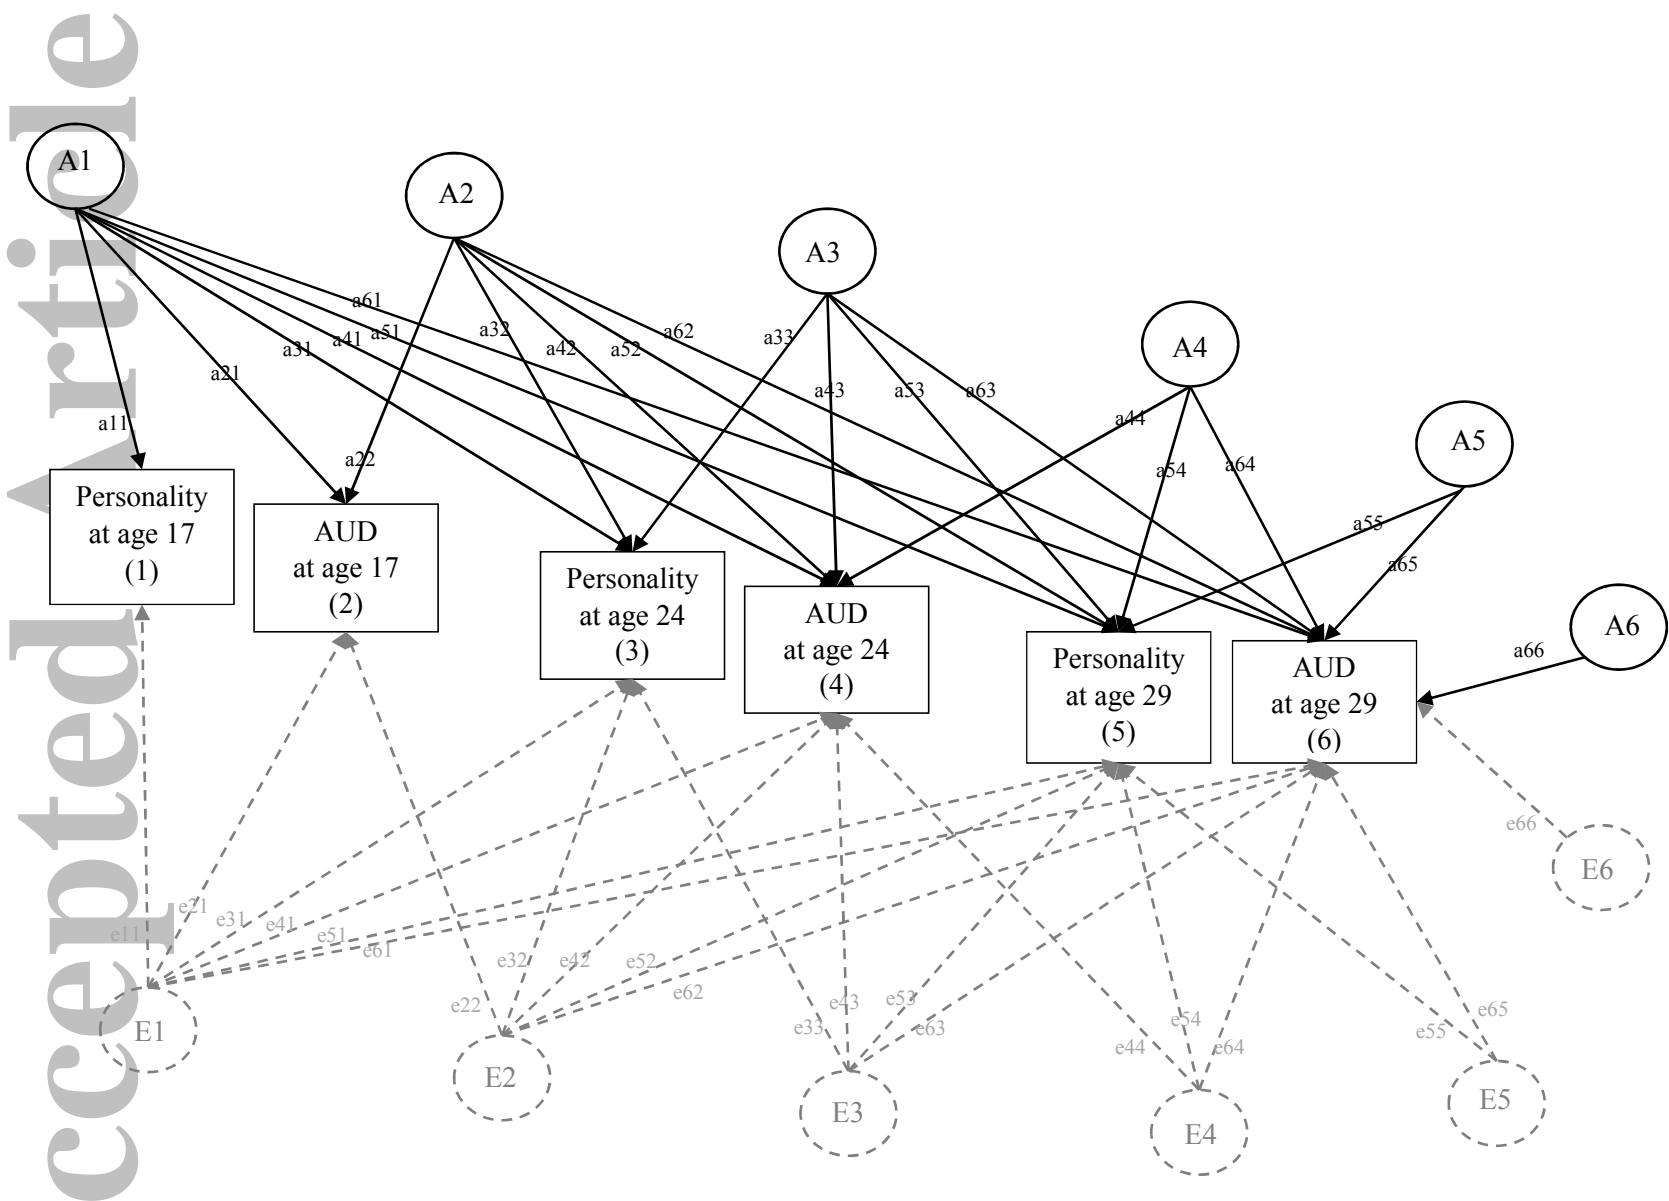 ccepted Article
A1
A2
A3
A4
A5
A6
a11
a21
a31
a41
a51
a61
a22
a32
a42
a52
a62
a33
a43
a53
a63
a44
a54
a64
a55
a65
a66
Personality
at age 17
(1)
AUD
at age 17
(2)
Personality
at age 24
(3)
AUD
at age 24
(4)
Personality
at age 29
(5)
AUD
at age 29
(6)
e11
e21
e31
e41
e51
e61
e22
e32
e42
e52
e62
e33
e43
e53
e63
e44
e54
e64
e55
e65
e66
E1
E2
E3
E4
E5
E6